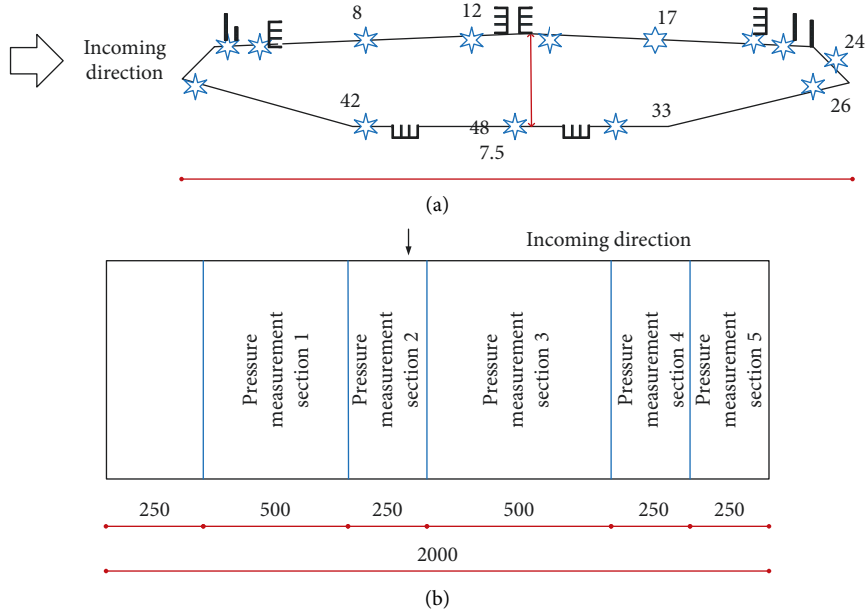 8
12
17
24
Incoming
direction
42
48
33
26
7.5
(a)
Incoming direction
Pressure
measurement
section 1
Pressure
measurement
section 2
Pressure
measurement
section 3
Pressure
measurement
section 4
Pressure
measurement
section 5
250
500
250
500
250
250
2000
(b)